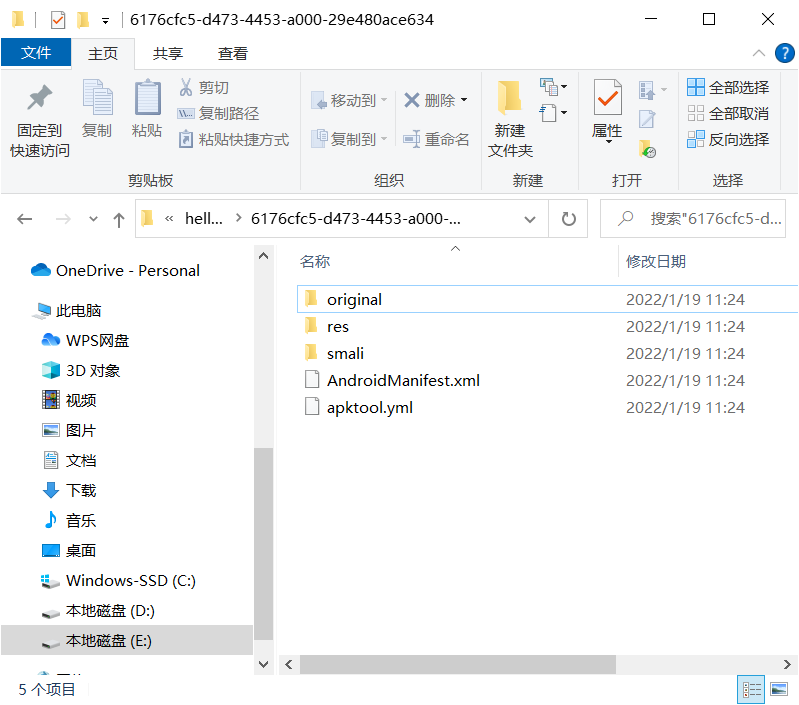 6176cfc5-d473-4453-a000-29e480ace634
文件 主页 共享 查看
固定到
快速访问
复制
粘贴
剪切
复制路径
粘贴快捷方式
剪贴板
移动到
复制到
删除
重命名
组织
新建
文件夹
新建
属性
打开
全部选择
全部取消
反向选择
选择
« hell... > 6176cfc5-d473-4453-a000-...
搜索"6176cfc5-d...
OneDrive - Personal
此电脑
WPS网盘
3D 对象
视频
图片
文档
下载
音乐
桌面
Windows-SSD (C:)
本地磁盘 (D:)
本地磁盘 (E:)
名称 修改日期
original 2022/1/19 11:24
res 2022/1/19 11:24
smali 2022/1/19 11:24
AndroidManifest.xml 2022/1/19 11:24
apktool.yml 2022/1/19 11:24
5 个项目